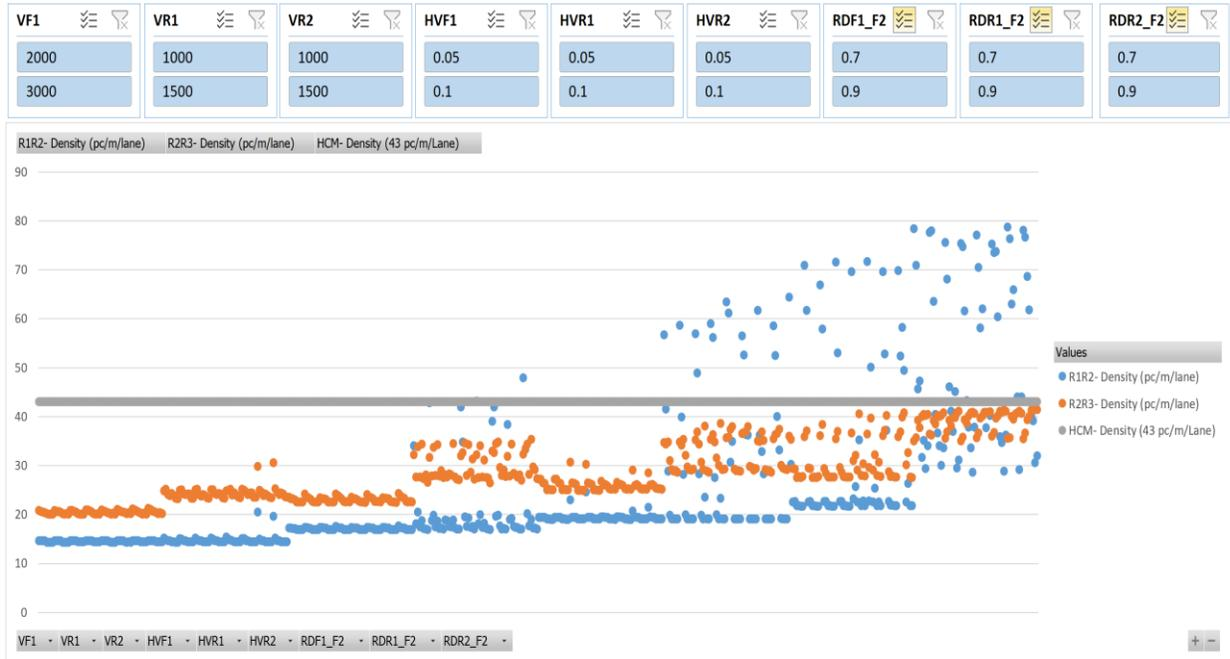 VF1 VR1 VR2 HVF1 HVR1 HVR2 RDF1_F2 RDR1_F2 RDR2_F2
2000 1000 1000 0.05 0.05 0.05 0.7 0.7 0.7
3000 1500 1500 0.1 0.1 0.1 0.9 0.9 0.9
R1R2- Density (pc/m/lane) R2R3- Density (pc/m/lane) HCM- Density (43 pc/m/Lane)
90
80
70
60
50
40
30
20
10
0
Values
R1R2- Density (pc/m/lane)
R2R3- Density (pc/m/lane)
HCM- Density (43 pc/m/Lane)
VF1 VR1 VR2 HVF1 HVR1 HVR2 RDF1_F2 RDR1_F2 RDR2_F2
+ −